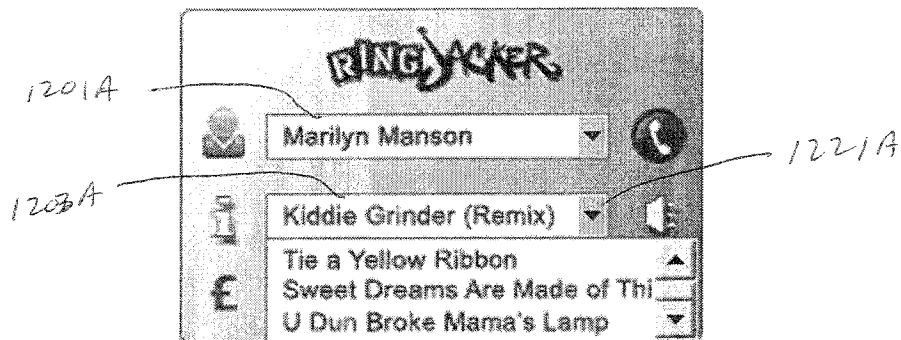 RINGJACKER
1201A
Marilyn Manson
1221A
1203A
Kiddie Grinder (Remix)
Tie a Yellow Ribbon
£
Sweet Dreams Are Made of Thi
U Dun Broke Mama's Lamp